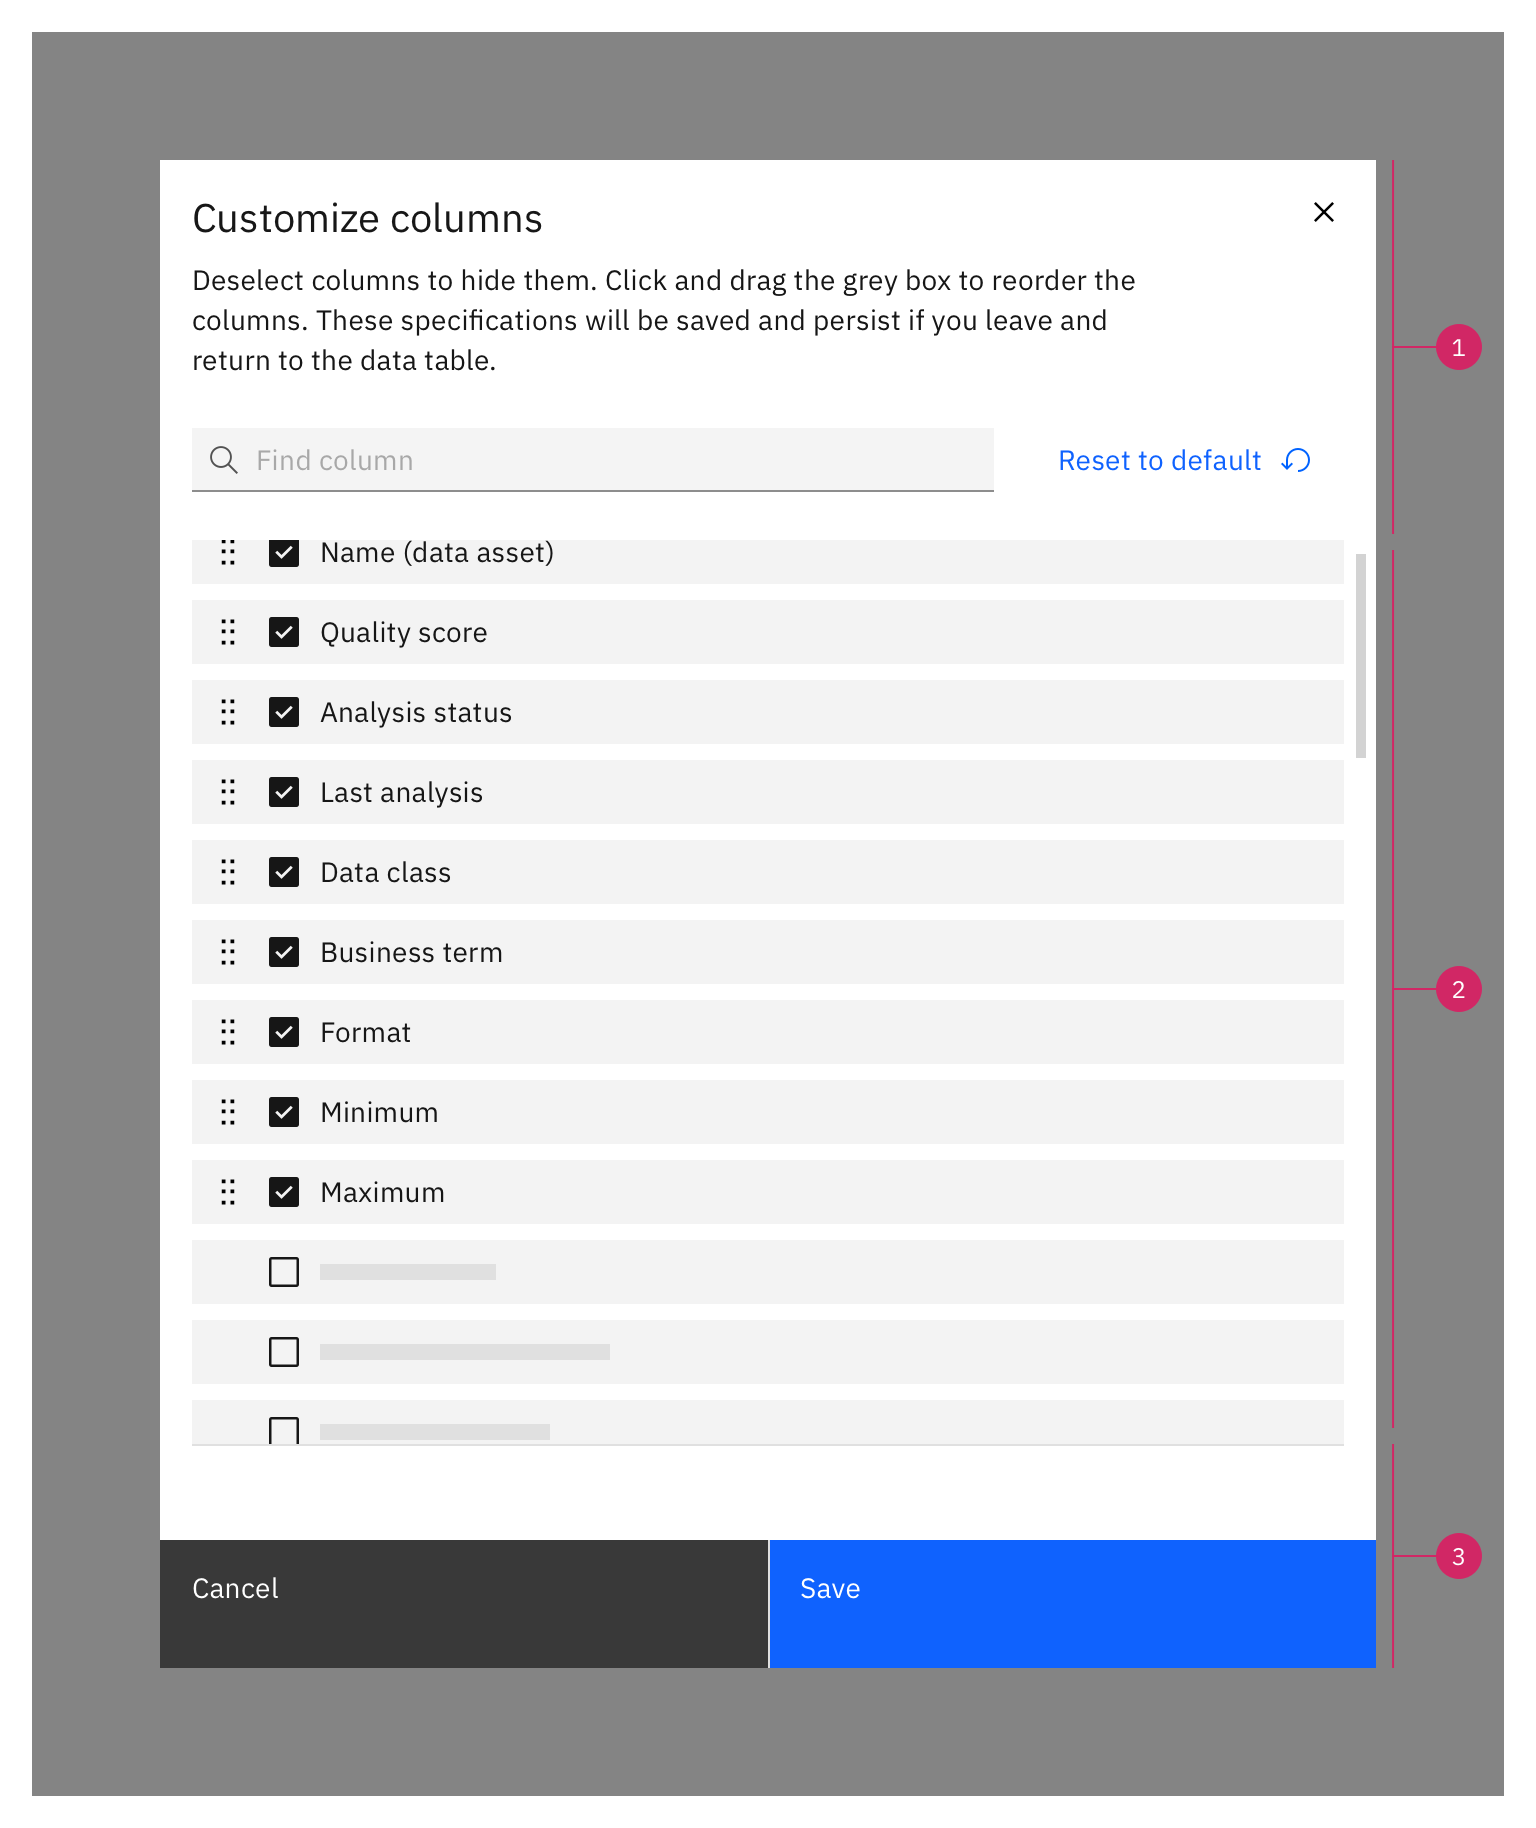 Customize columns
Deselect columns to hide them. Click and drag the grey box to reorder the
columns. These specifications will be saved and persist if you leave and
return to the data table.
1
Find column
Reset to default
Name (data asset)
Quality score
Analysis status
Last analysis
Data class
Business term
2
Format
Minimum
Maximum
3
Cancel
Save